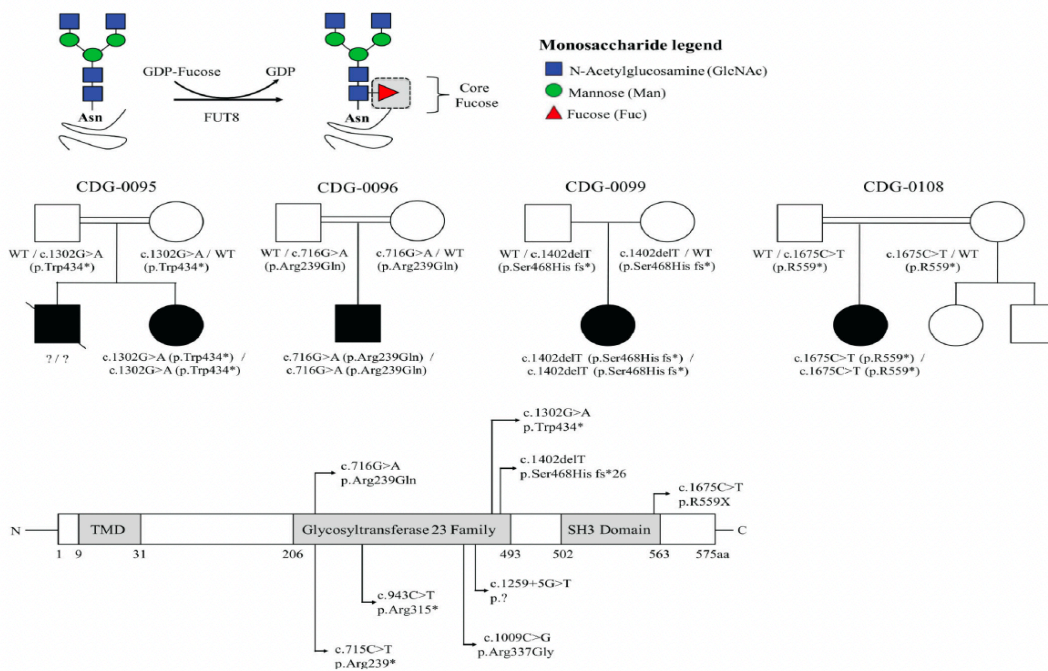 Monosaccharide legend
N-Acetylglucosamine (GlcNAc)
Mannose (Man)
Fucose (Fuc)
GDP-Fucose
GDP
FUT8
Asn
Asn
Core
Fucose
CDG-0095
CDG-0096
CDG-0099
CDG-0108
WT / c.1302G>A
(p.Trp434*)
c.1302G>A / WT
(p.Trp434*)
WT / c.716G>A
(p.Arg239Gln)
c.716G>A / WT
(p.Arg239Gln)
WT / c.1402delT
(p.Ser468His fs*)
c.1402delT / WT
(p.Ser468His fs*)
WT / c.1675C>T
(p.R559*)
c.1675C>T / WT
(p.R559*)
? / ?
c.1302G>A (p.Trp434*) /
c.1302G>A (p.Trp434*)
c.716G>A (p.Arg239Gln) /
c.716G>A (p.Arg239Gln)
c.1402delT (p.Ser468His fs*) /
c.1402delT (p.Ser468His fs*)
c.1675C>T (p.R559*) /
c.1675C>T (p.R559*)
c.1302G>A
p.Trp434*
c.716G>A
p.Arg239Gln
c.1402delT
p.Ser468His fs*26
c.1675C>T
p.R559X
N
TMD
Glycosyltransferase 23 Family
SH3 Domain
C
1 9 31 206 493 502 563 575aa
c.1259+5G>T
p.?
c.943C>T
p.Arg315*
c.1009C>G
p.Arg337Gly
c.715C>T
p.Arg239*